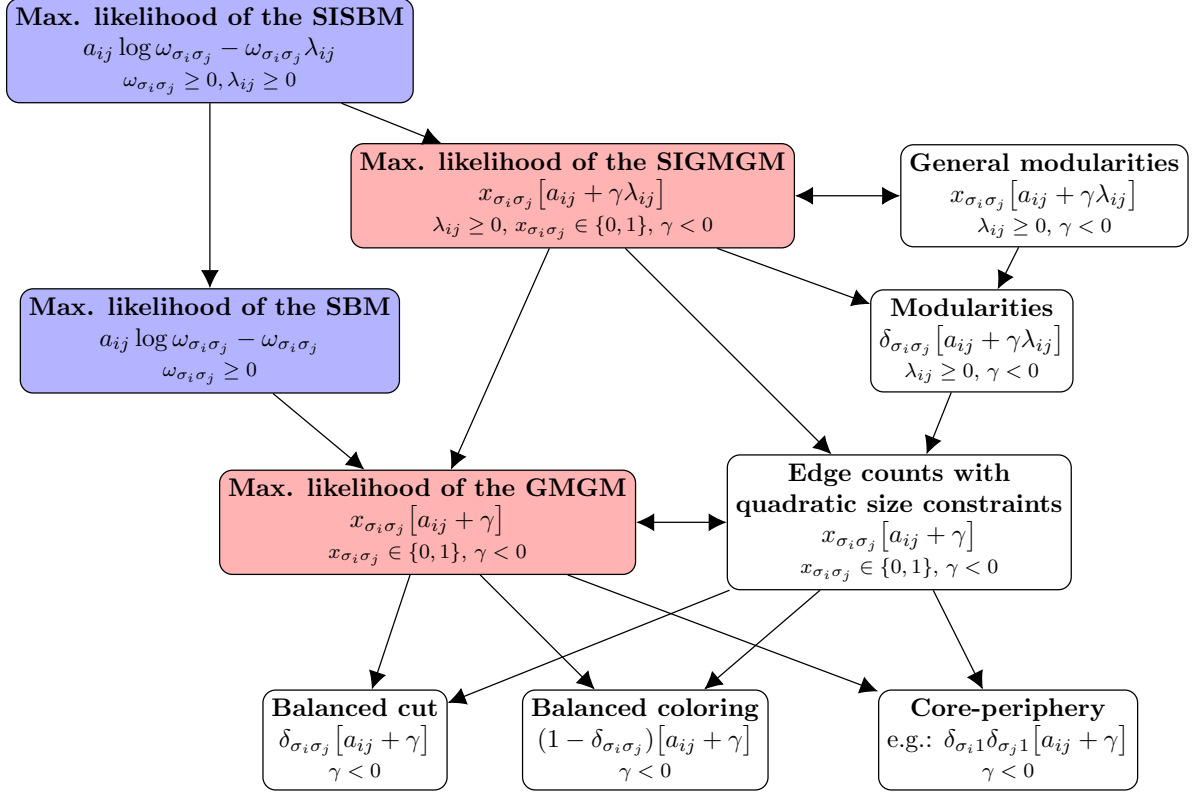 Max. likelihood of the SISBM
a_{ij} log ω_{σ_iσ_j} − ω_{σ_iσ_j}λ_{ij}
ω_{σ_iσ_j} ≥ 0, λ_{ij} ≥ 0
Max. likelihood of the SIGMGM
x_{σ_iσ_j}[a_{ij} + γλ_{ij}]
λ_{ij} ≥ 0, x_{σ_iσ_j} ∈ {0, 1}, γ < 0
General modularities
x_{σ_iσ_j}[a_{ij} + γλ_{ij}]
λ_{ij} ≥ 0, γ < 0
Max. likelihood of the SBM
a_{ij} log ω_{σ_iσ_j} − ω_{σ_iσ_j}
ω_{σ_iσ_j} ≥ 0
Modularities
δ_{σ_iσ_j}[a_{ij} + γλ_{ij}]
λ_{ij} ≥ 0, γ < 0
Max. likelihood of the GMGM
x_{σ_iσ_j}[a_{ij} + γ]
x_{σ_iσ_j} ∈ {0, 1}, γ < 0
Edge counts with
quadratic size constraints
x_{σ_iσ_j}[a_{ij} + γ]
x_{σ_iσ_j} ∈ {0, 1}, γ < 0
Balanced cut
δ_{σ_iσ_j}[a_{ij} + γ]
γ < 0
Balanced coloring
(1 − δ_{σ_iσ_j})[a_{ij} + γ]
γ < 0
Core-periphery
e.g.: δ_{σ_i1}δ_{σ_j1}[a_{ij} + γ]
γ < 0